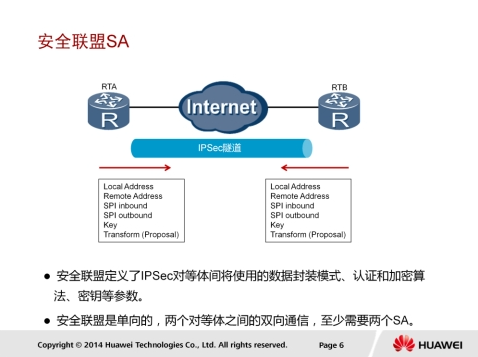 安全联盟SA
RTA
RTB
Internet
R
R
IPSec隧道
Local Address
Remote Address
SPI inbound
SPI outbound
Key
Transform (Proposal)
Local Address
Remote Address
SPI inbound
SPI outbound
Key
Transform (Proposal)
● 安全联盟定义了IPSec对等体间将使用的数据封装模式、认证和加密算
法、密钥等参数。
● 安全联盟是单向的，两个对等体之间的双向通信，至少需要两个SA。
Copyright © 2014 Huawei Technologies Co., Ltd. All rights reserved.
Page 6
HUAWEI